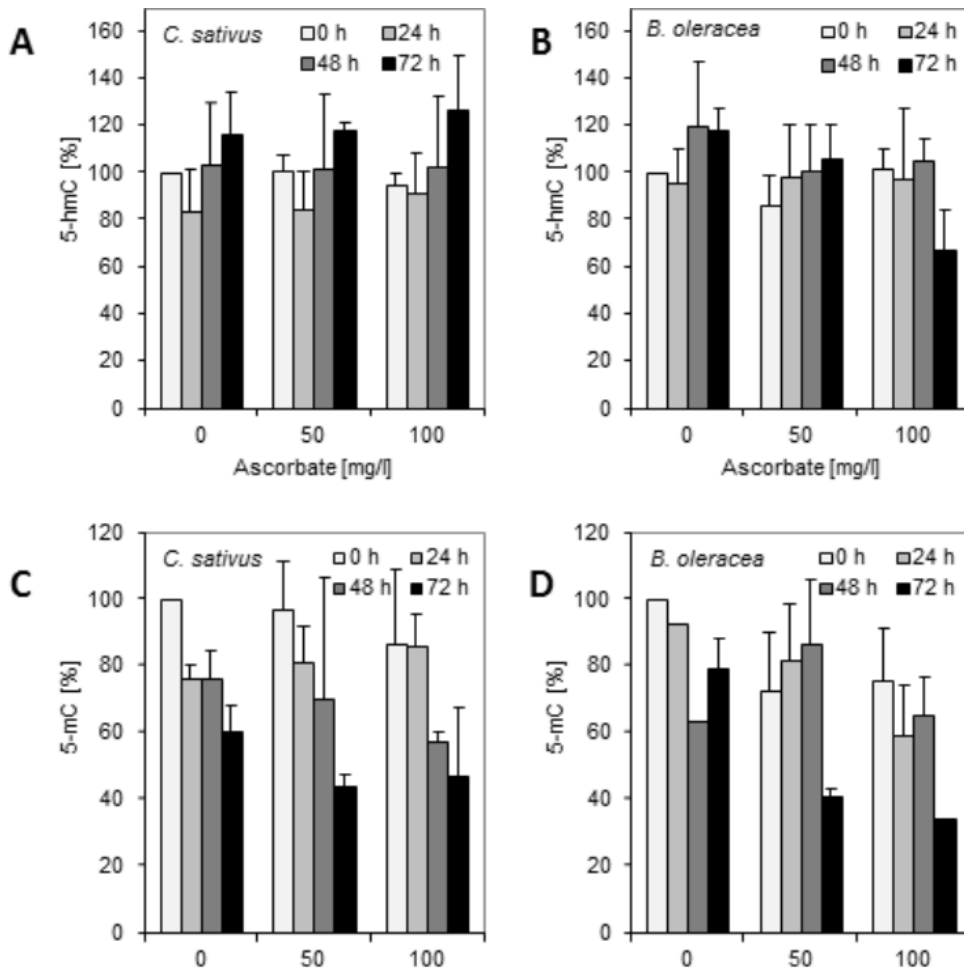 A
C. sativus
0 h 24 h
48 h 72 h
5-hmC [%]
160
140
120
100
80
60
40
20
0
0 50 100
Ascorbate [mg/l]
B
B. oleracea
0 h 24 h
48 h 72 h
5-hmC [%]
160
140
120
100
80
60
40
20
0
0 50 100
Ascorbate [mg/l]
C
C. sativus
0 h 24 h
48 h 72 h
5-mC [%]
120
100
80
60
40
20
0
0 50 100
D
B. oleracea
0 h 24 h
48 h 72 h
5-mC [%]
120
100
80
60
40
20
0
0 50 100